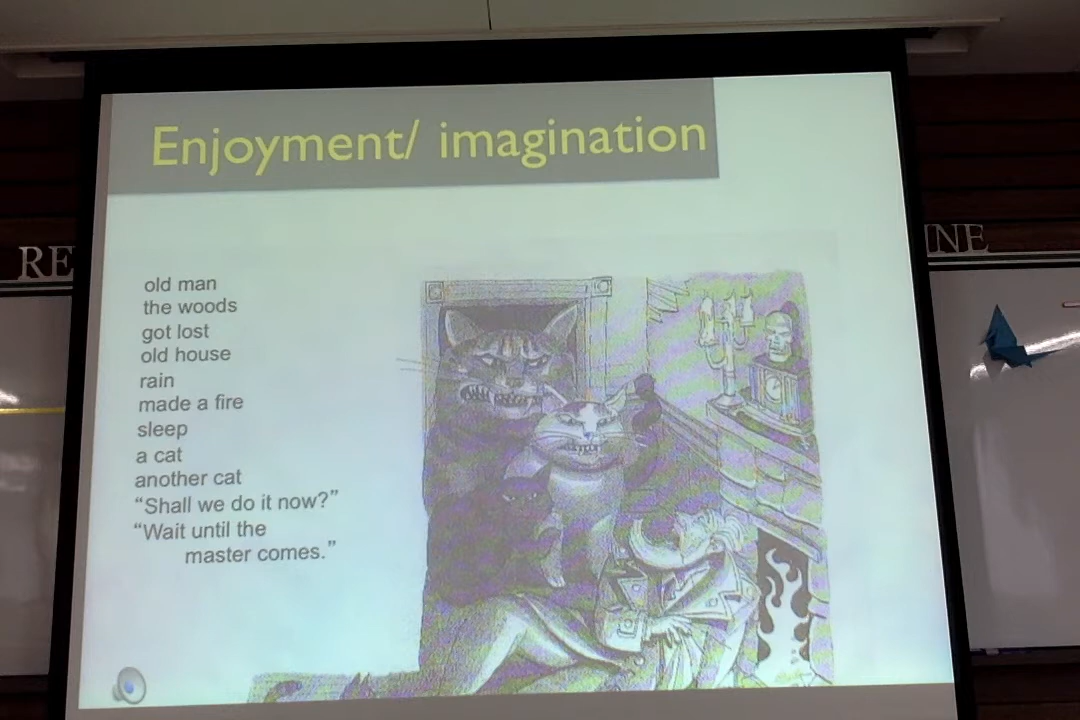 Enjoyment/ imagination
RE
INE
old man
the woods
got lost
old house
rain
made a fire
sleep
a cat
another cat
“Shall we do it now?”
“Wait until the
master comes.”